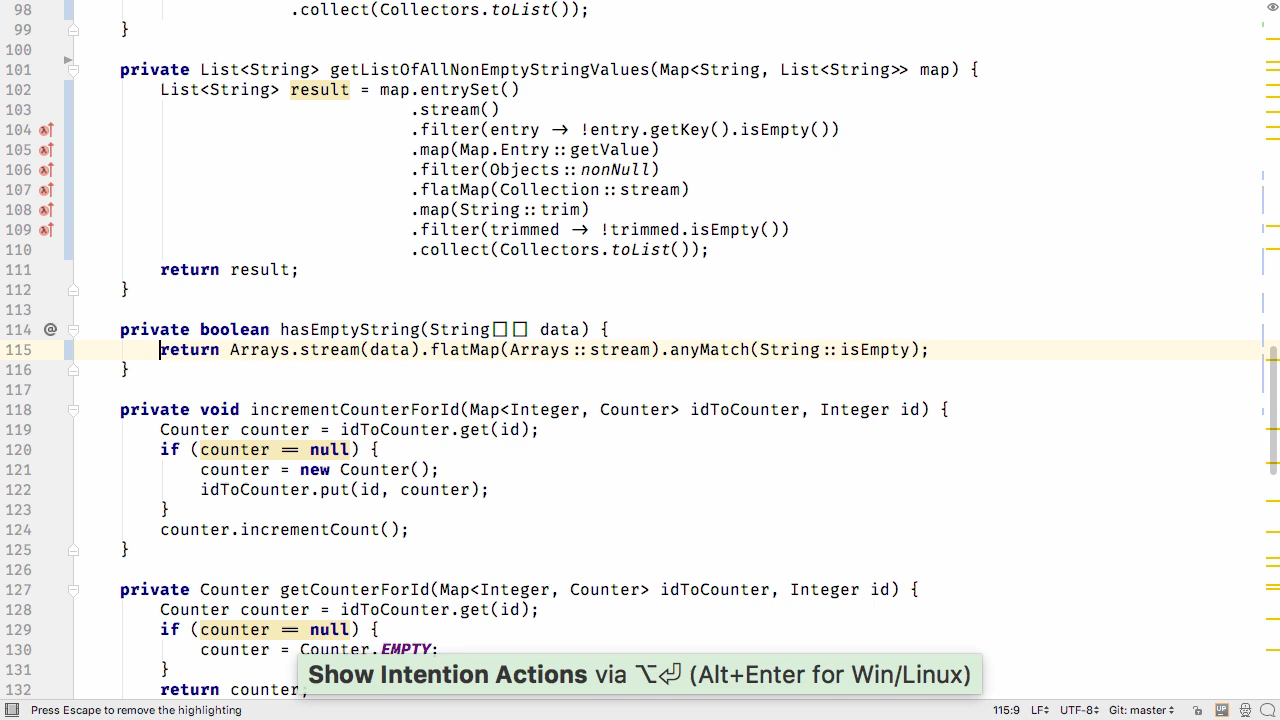 98 .collect(Collectors.toList());
99 }
100
101 private List<String> getListOfAllNonEmptyStringValues(Map<String, List<String>> map) {
102 List<String> result = map.entrySet()
103 .stream()
104 .filter(entry → !entry.getKey().isEmpty())
105 .map(Map.Entry::getValue)
106 .filter(Objects::nonNull)
107 .flatMap(Collection::stream)
108 .map(String::trim)
109 .filter(trimmed → !trimmed.isEmpty())
110 .collect(Collectors.toList());
111 return result;
112 }
113
114 @ private boolean hasEmptyString(String[][] data) {
115 return Arrays.stream(data).flatMap(Arrays::stream).anyMatch(String::isEmpty);
116 }
117
118 private void incrementCounterForId(Map<Integer, Counter> idToCounter, Integer id) {
119 Counter counter = idToCounter.get(id);
120 if (counter == null) {
121 counter = new Counter();
122 idToCounter.put(id, counter);
123 }
124 counter.incrementCount();
125 }
126
127 private Counter getCounterForId(Map<Integer, Counter> idToCounter, Integer id) {
128 Counter counter = idToCounter.get(id);
129 if (counter == null) {
130 counter = Counter.EMPTY;
131 }
132 return counter;
Show Intention Actions via ⌥⏎ (Alt+Enter for Win/Linux)
Press Escape to remove the highlighting 115:9 LF UTF-8 Git: master UP